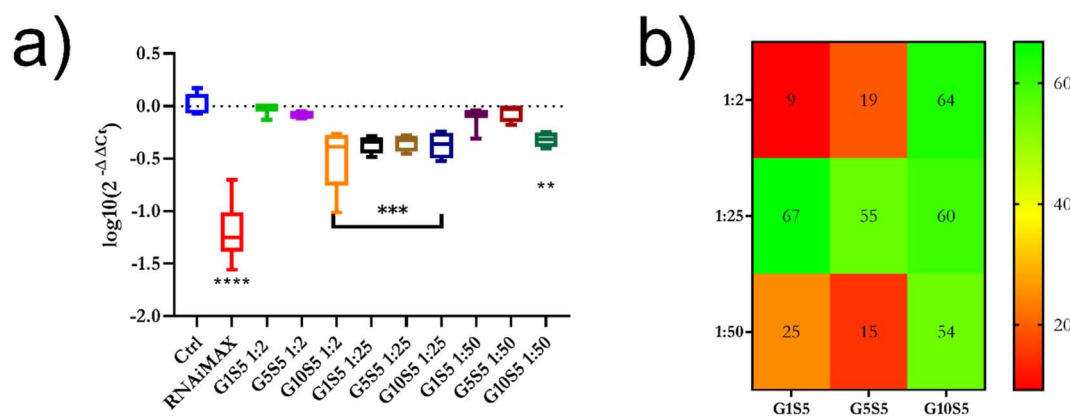 a)
log10(2 -Δ ΔCt)
0.5
0.0
-0.5
-1.0
-1.5
-2.0
****
***
**
Ctrl
RNAiMAX
G1S5 1:2
G5S5 1:2
G10S5 1:2
G1S5 1:25
G5S5 1:25
G10S5 1:25
G1S5 1:50
G5S5 1:50
G10S5 1:50
b)
1:2
9 19 64
1:25
67 55 60
1:50
25 15 54
G1S5 G5S5 G10S5
60
40
20